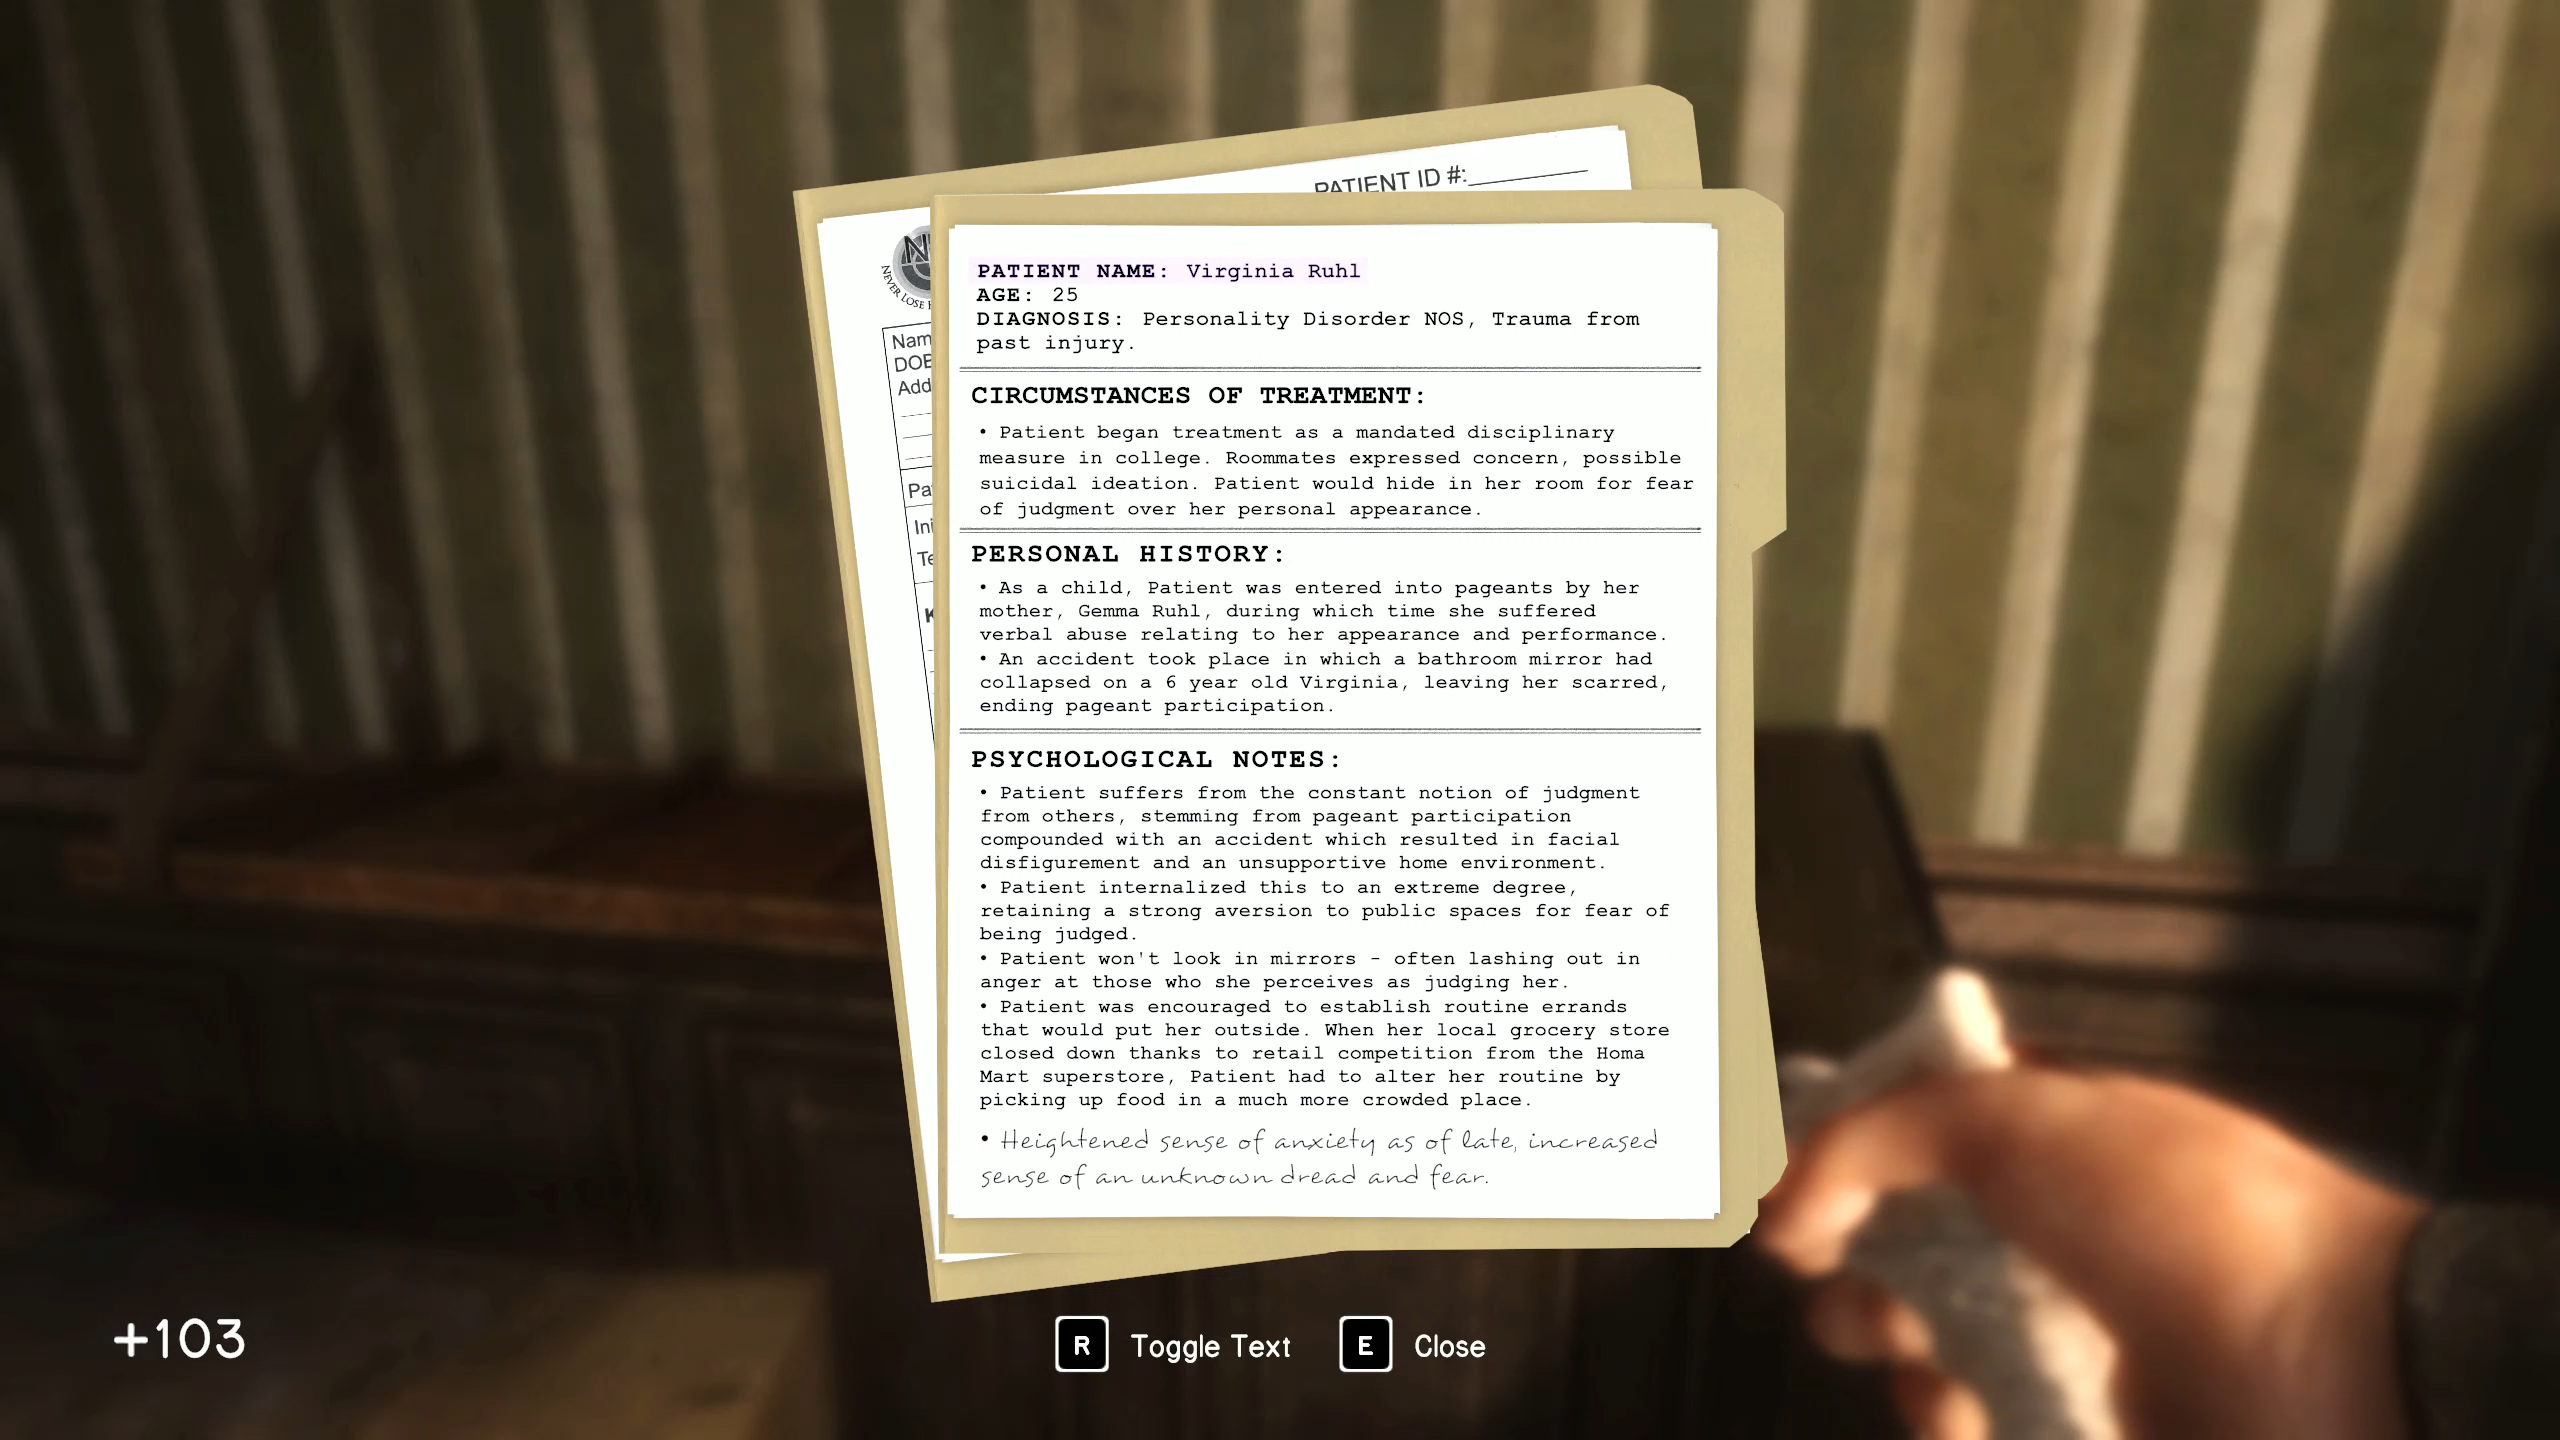 PATIENT ID #:
NEVER LOSE
Nam
DOB
Add
Pa
Ini
Te
K
PATIENT NAME: Virginia Ruhl
AGE: 25
DIAGNOSIS: Personality Disorder NOS, Trauma from
past injury.
CIRCUMSTANCES OF TREATMENT:
• Patient began treatment as a mandated disciplinary
measure in college. Roommates expressed concern, possible
suicidal ideation. Patient would hide in her room for fear
of judgment over her personal appearance.
PERSONAL HISTORY:
• As a child, Patient was entered into pageants by her
mother, Gemma Ruhl, during which time she suffered
verbal abuse relating to her appearance and performance.
• An accident took place in which a bathroom mirror had
collapsed on a 6 year old Virginia, leaving her scarred,
ending pageant participation.
PSYCHOLOGICAL NOTES:
• Patient suffers from the constant notion of judgment
from others, stemming from pageant participation
compounded with an accident which resulted in facial
disfigurement and an unsupportive home environment.
• Patient internalized this to an extreme degree,
retaining a strong aversion to public spaces for fear of
being judged.
• Patient won't look in mirrors - often lashing out in
anger at those who she perceives as judging her.
• Patient was encouraged to establish routine errands
that would put her outside. When her local grocery store
closed down thanks to retail competition from the Homa
Mart superstore, Patient had to alter her routine by
picking up food in a much more crowded place.
• Heightened sense of anxiety as of late, increased
sense of an unknown dread and fear.
+103
R Toggle Text E Close